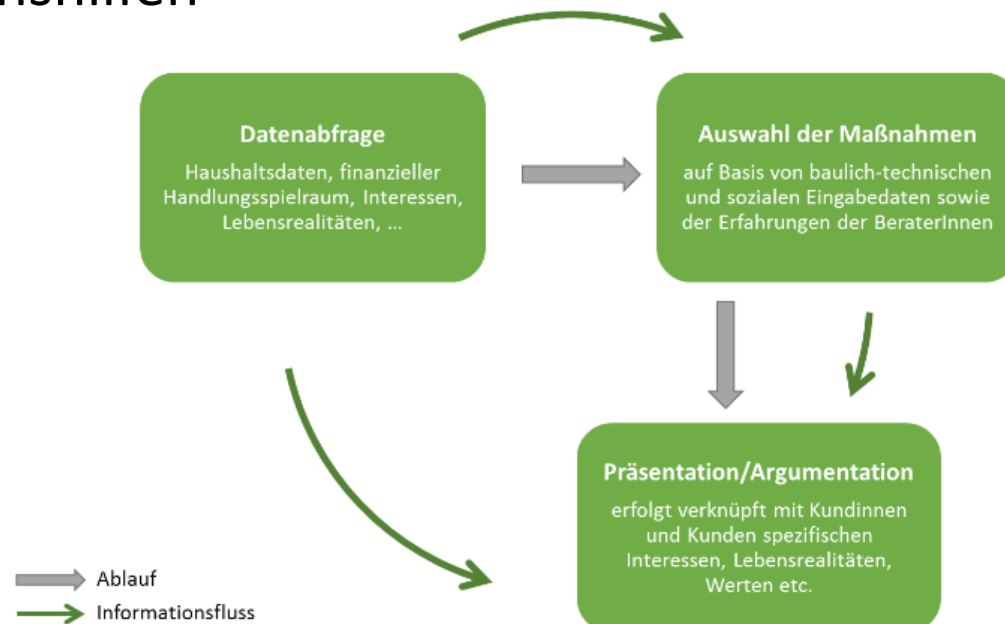 Datenabfrage
Haushaltsdaten, finanzieller
Handlungsspielraum, Interessen,
Lebensrealitäten, ...
Auswahl der Maßnahmen
auf Basis von baulich-technischen
und sozialen Eingabedaten sowie
der Erfahrungen der BeraterInnen
Präsentation/Argumentation
erfolgt verknüpft mit Kundinnen
und Kunden spezifischen
Interessen, Lebensrealitäten,
Werten etc.
Ablauf
Informationsfluss